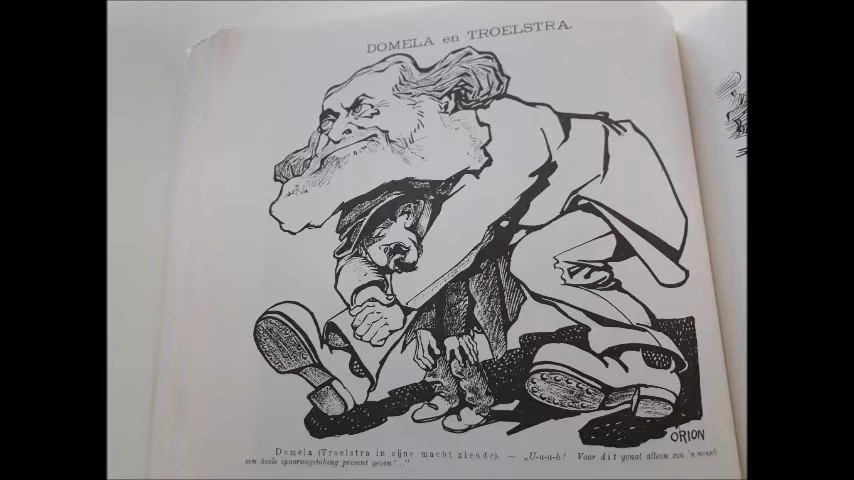 DOMELA en TROELSTRA.
ORION
Domela (Troelstra in zijne macht ziende). — „U-u-u-h! Voor dit genot alleen zou 'n mensch
een heele spoorwegstaking present geven!..."